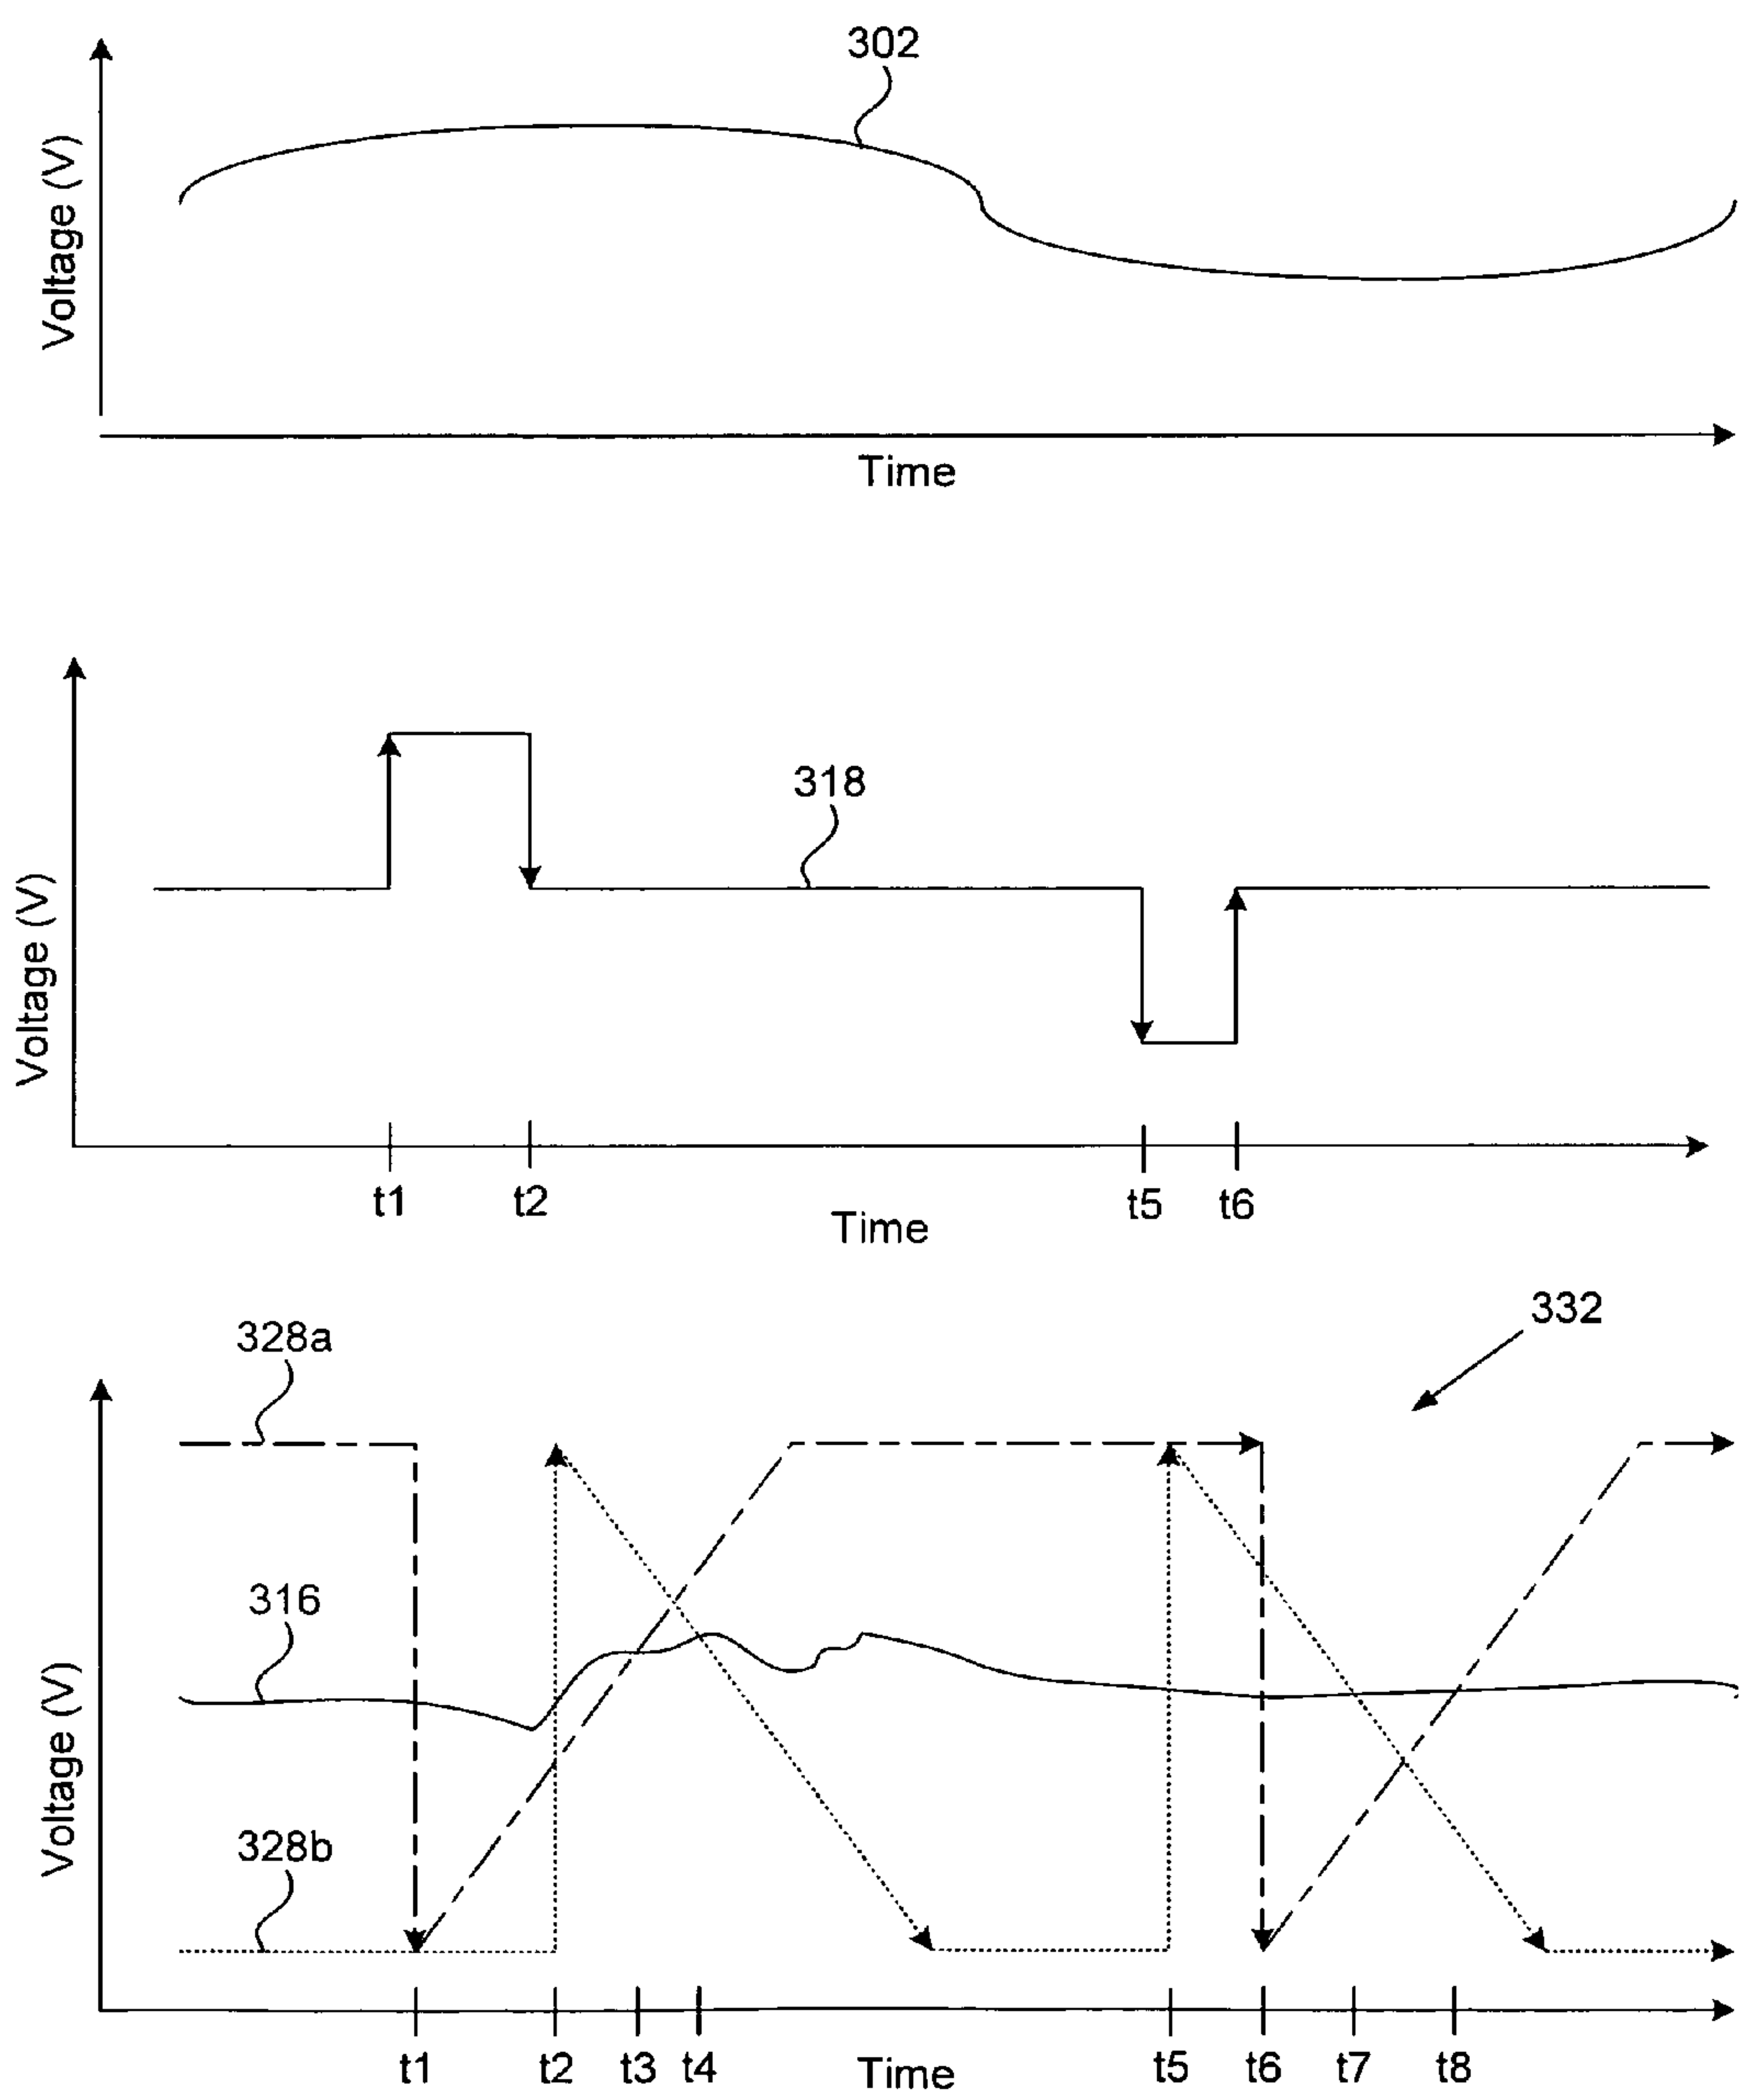 302
Voltage (V)
Time
318
Voltage (V)
t1 t2 t5 t6
Time
332
328a
316
Voltage (V)
328b
t1 t2 t3 t4 Time t5 t6 t7 t8